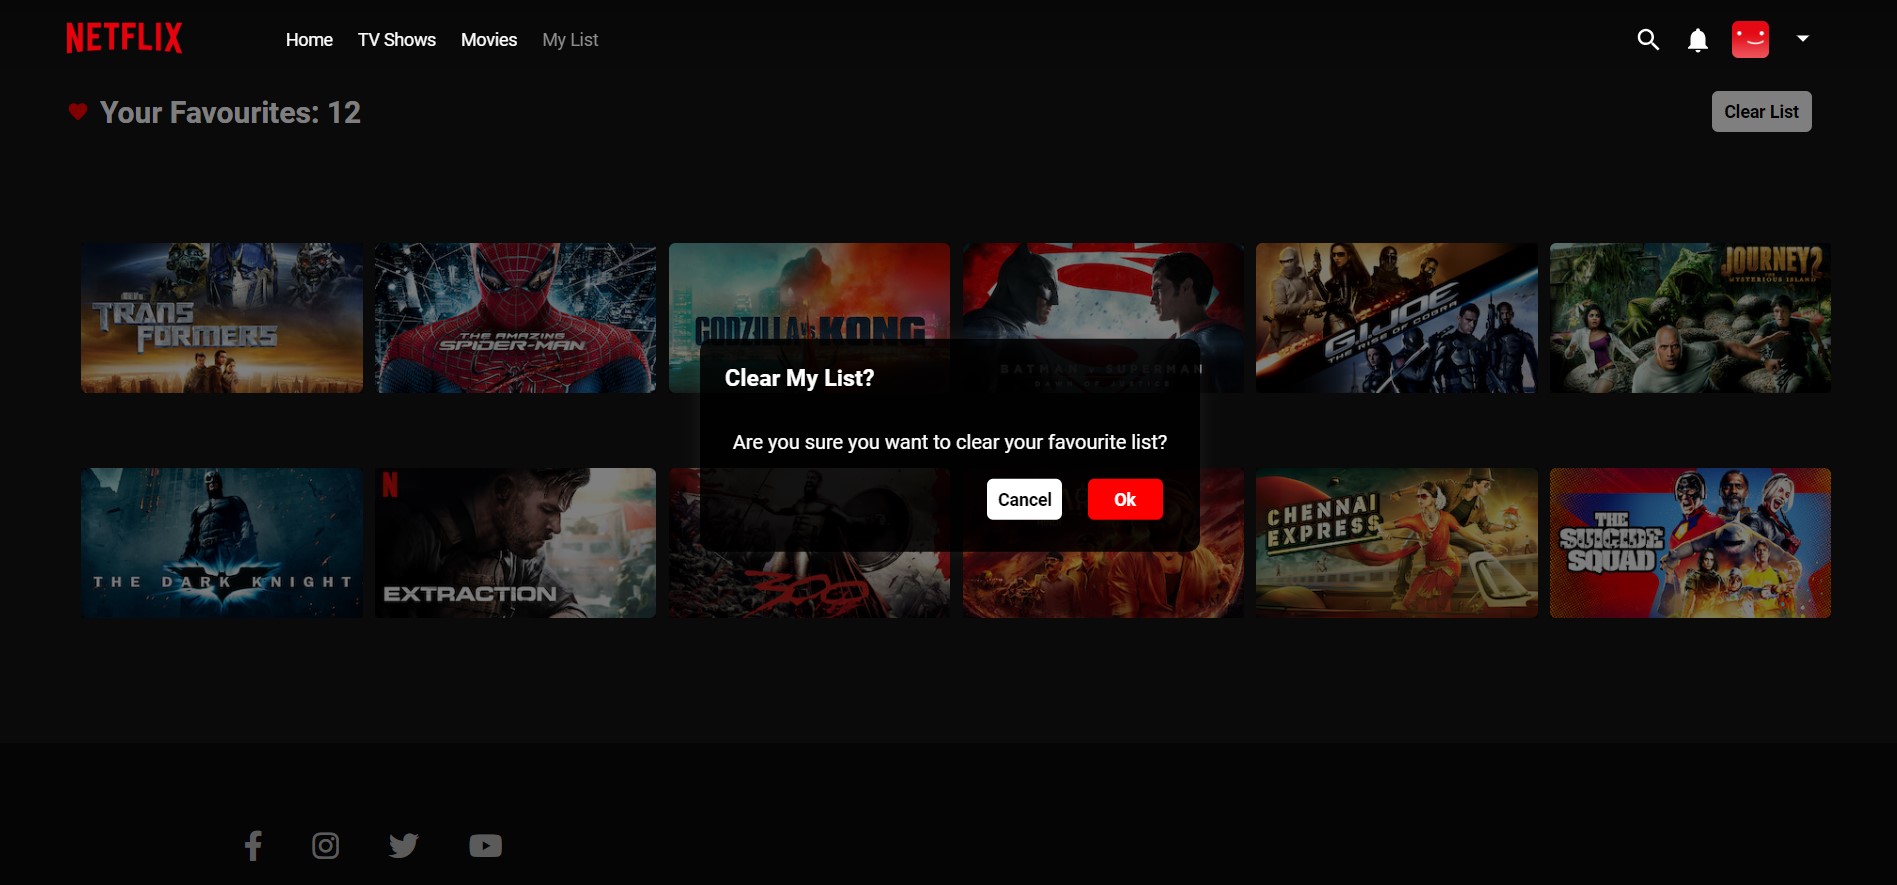 NETFLIX
Home TV Shows Movies My List
Your Favourites: 12
Clear List
TRANS
FORMERS
THE AMAZING
SPIDER-MAN
GODZILLA vs KONG
BATMAN v SUPERMAN
DAWN OF JUSTICE
G.I. JOE
THE RISE OF COBRA
JOURNEY 2
THE
MYSTERIOUS ISLAND
Clear My List?
Are you sure you want to clear your favourite list?
Cancel Ok
THE DARK KNIGHT
N
EXTRACTION
300
CHENNAI
EXPRESS
THE
SUICIDE
SQUAD